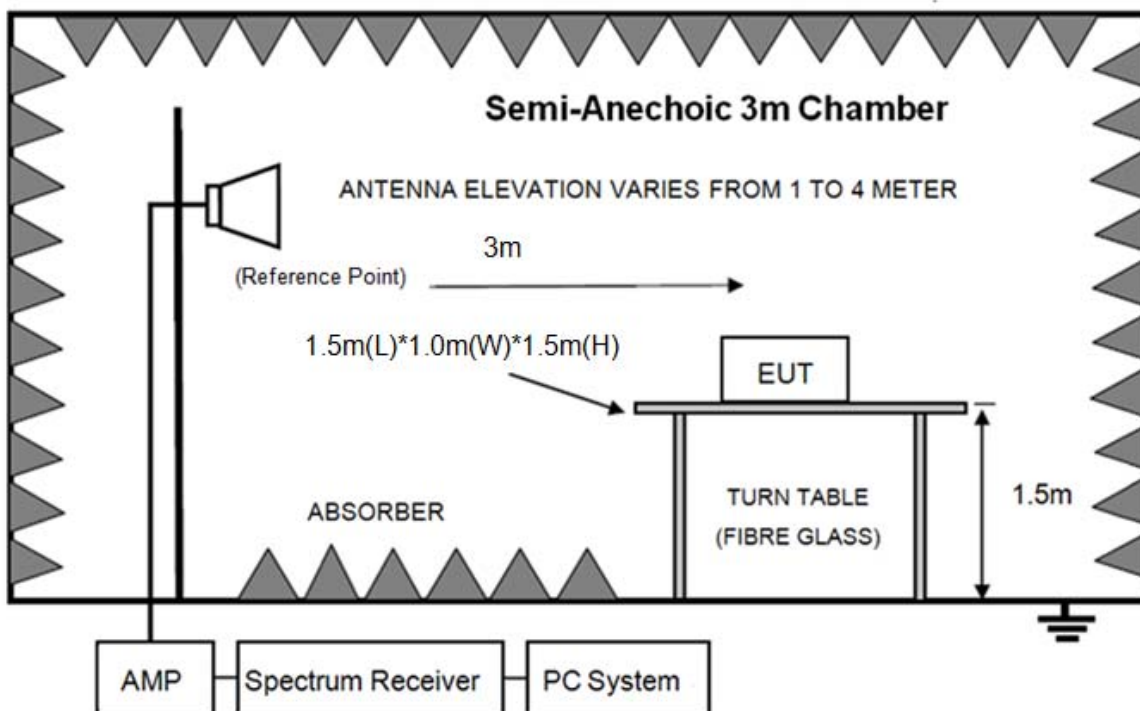 Semi-Anechoic 3m Chamber
ANTENNA ELEVATION VARIES FROM 1 TO 4 METER
3m
(Reference Point)
1.5m(L)*1.0m(W)*1.5m(H)
EUT
ABSORBER
TURN TABLE
(FIBRE GLASS)
1.5m
AMP
Spectrum Receiver
PC System